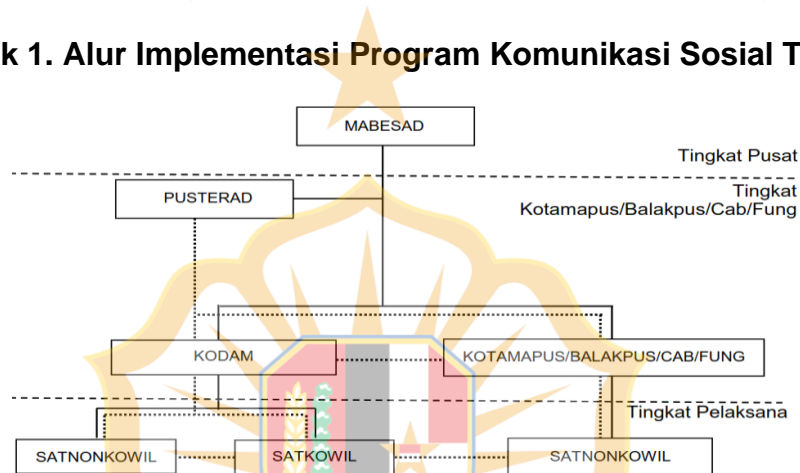 k 1. Alur Implementasi Program Komunikasi Sosial T
MABESAD
Tingkat Pusat
PUSTERAD
Tingkat
Kotamapus/Balakpus/Cab/Fung
KODAM
KOTAMAPUS/BALAKPUS/CAB/FUNG
Tingkat Pelaksana
SATNONKOWIL
SATKOWIL
SATNONKOWIL